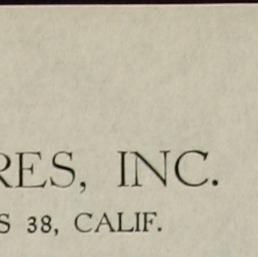 RES, INC.
S 38, CALIF.